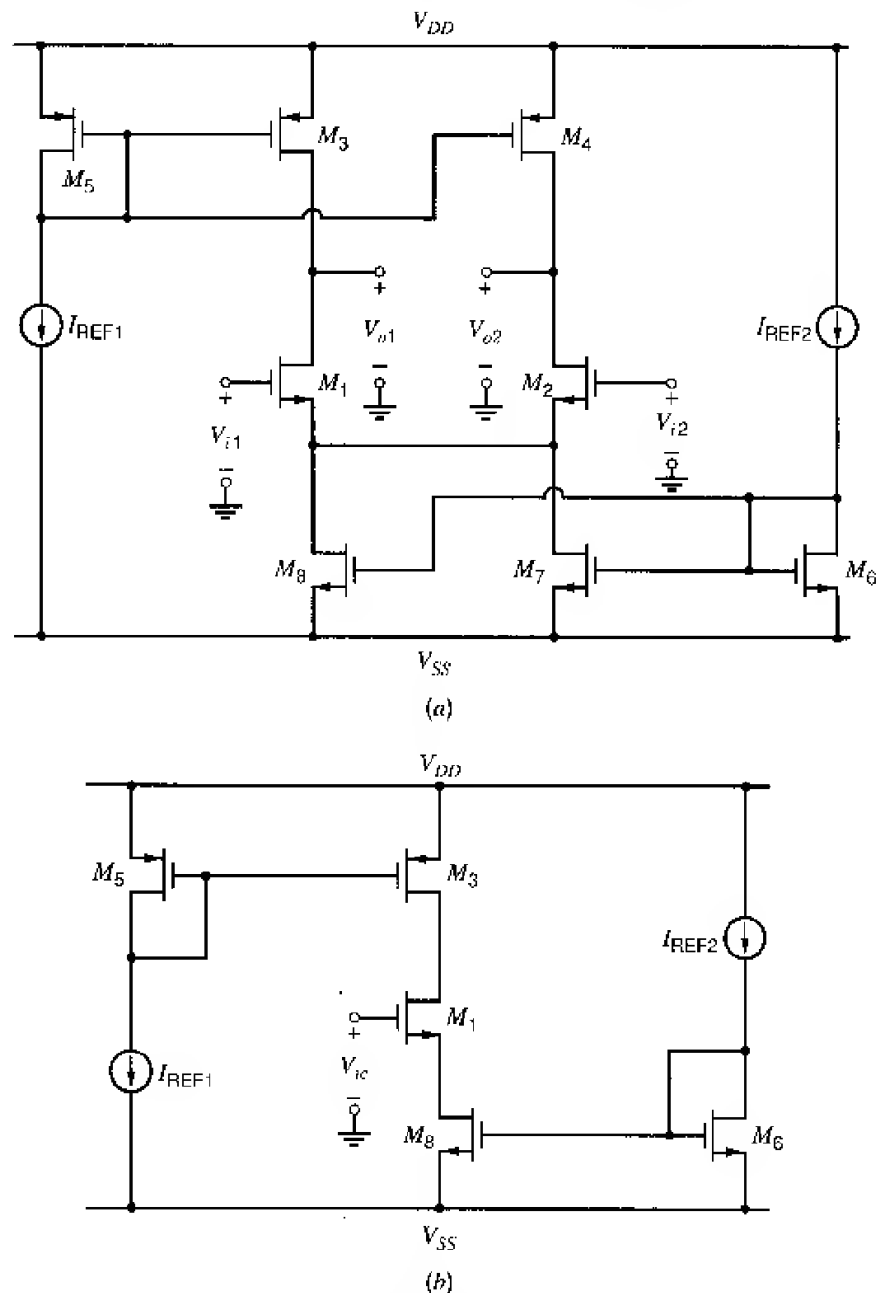 V_DD
M_5
M_3
M_4
I_REF1
V_o1
V_o2
I_REF2
M_1
M_2
V_i1
V_i2
M_8
M_7
M_6
V_SS
(a)
V_DD
M_5
M_3
I_REF2
M_1
V_ic
I_REF1
M_8
M_6
V_SS
(b)